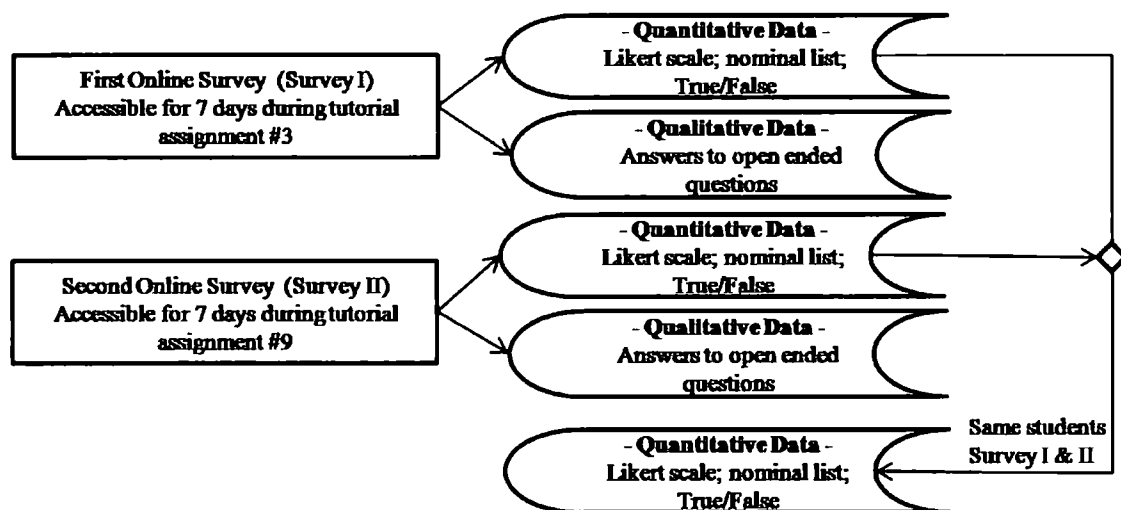 First Online Survey (Survey I)
Accessible for 7 days during tutorial
assignment #3
- Quantitative Data -
Likert scale; nominal list;
True/False
- Qualitative Data -
Answers to open ended
questions
Second Online Survey (Survey II)
Accessible for 7 days during tutorial
assignment #9
- Quantitative Data -
Likert scale; nominal list;
True/False
- Qualitative Data -
Answers to open ended
questions
- Quantitative Data -
Likert scale; nominal list;
True/False
Same students
Survey I & II